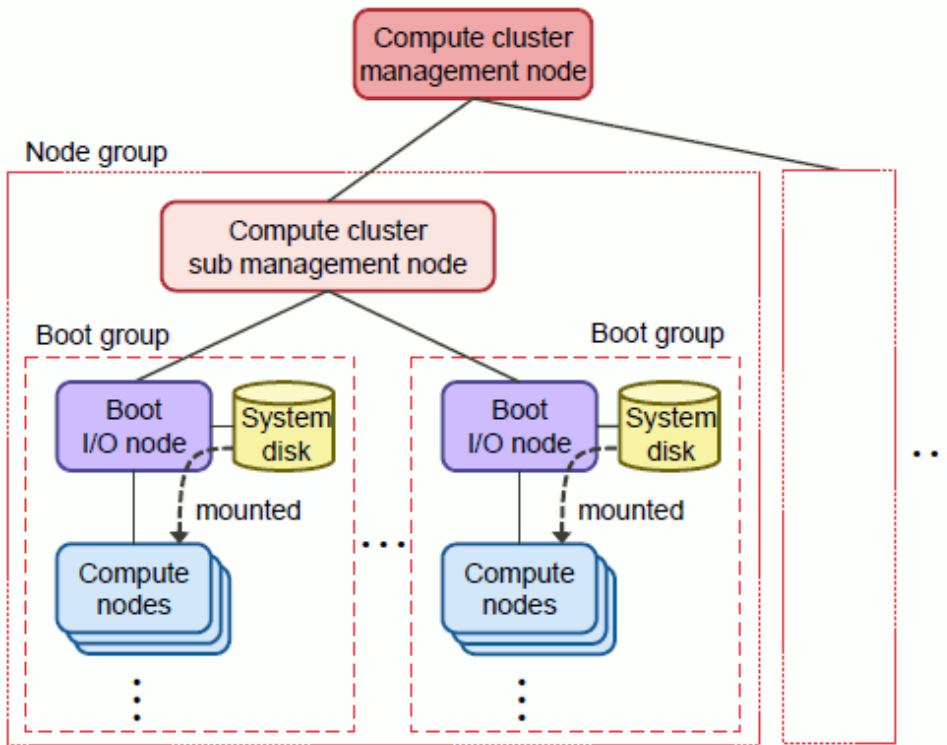 Compute cluster
management node
Node group
Compute cluster
sub management node
Boot group
Boot group
Boot
I/O node
System
disk
mounted
Compute
nodes
Boot
I/O node
System
disk
mounted
Compute
nodes